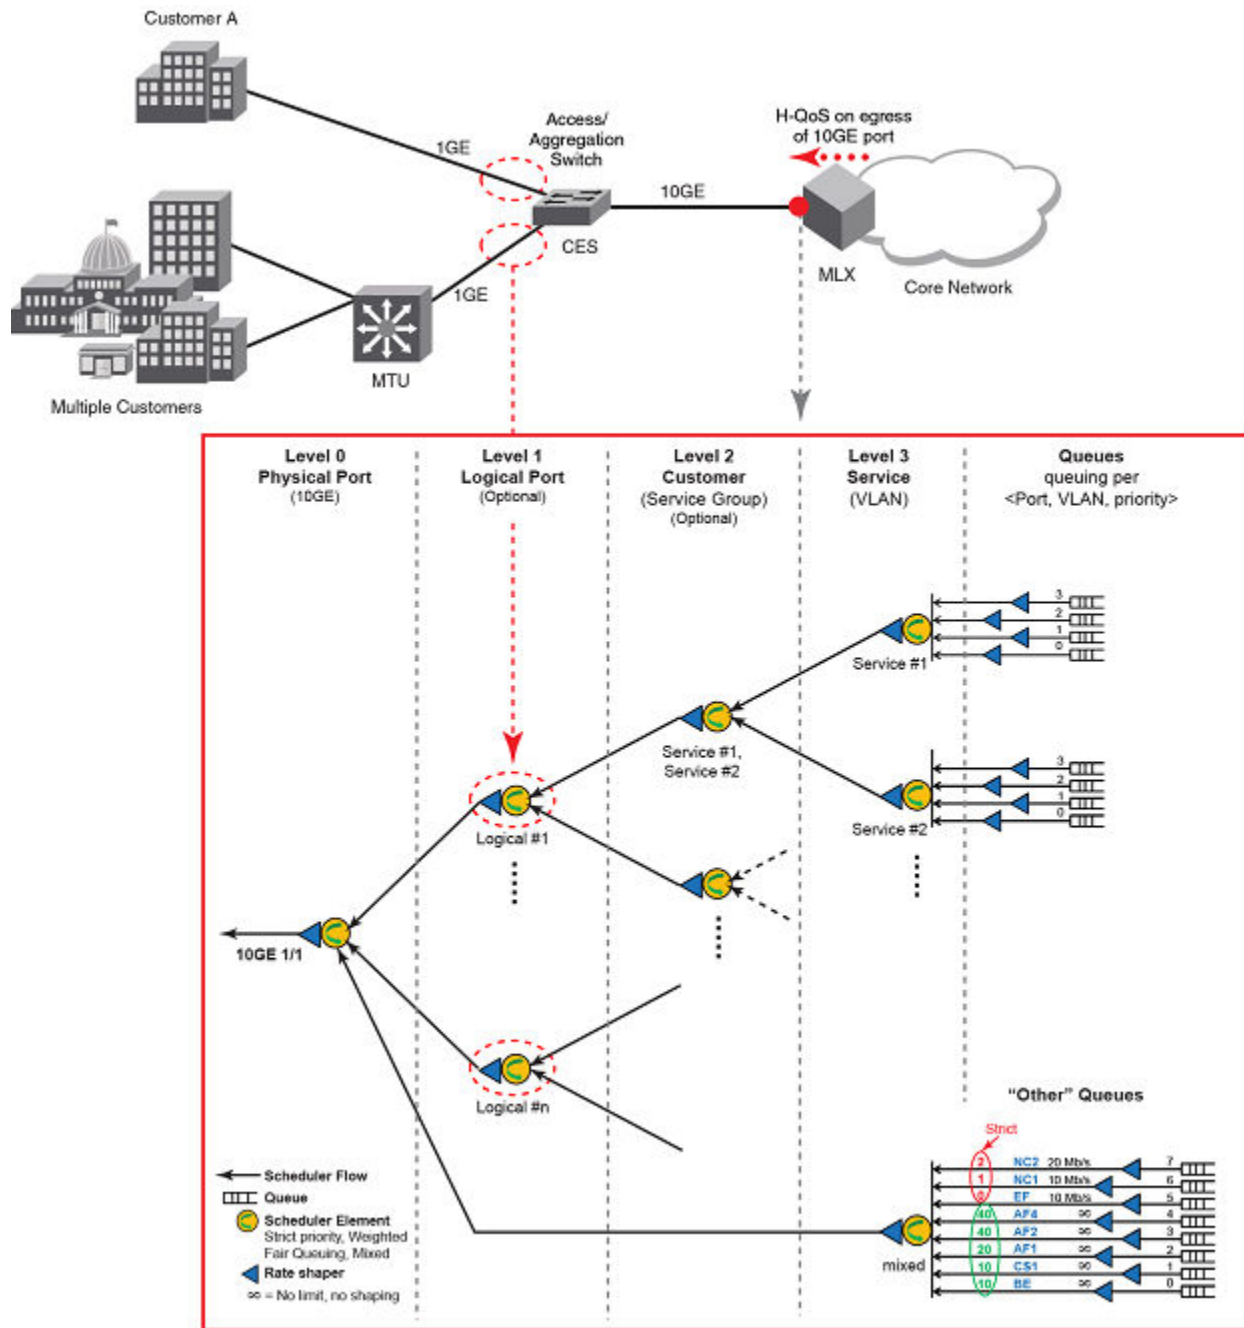 Customer A
Access/
Aggregation
Switch
H-QoS on egress
of 10GE port
1GE
10GE
CES
MLX
Core Network
1GE
MTU
Multiple Customers
Level 0
Physical Port
(10GE)
Level 1
Logical Port
(Optional)
Level 2
Customer
(Service Group)
(Optional)
Level 3
Service
(VLAN)
Queues
queuing per
<Port, VLAN, priority>
3
2
1
0
Service #1
Service #1,
Service #2
3
2
1
0
Service #2
Logical #1
10GE 1/1
Logical #n
"Other" Queues
Strict
2 NC2 20 Mb/s 7
1 NC1 10 Mb/s 6
0 EF 10 Mb/s 5
40 AF4 ∞ 4
40 AF2 ∞ 3
20 AF1 ∞ 2
10 CS1 ∞ 1
10 BE ∞ 0
mixed
Scheduler Flow
Queue
Scheduler Element
Strict priority, Weighted
Fair Queuing, Mixed
Rate shaper
∞ = No limit, no shaping